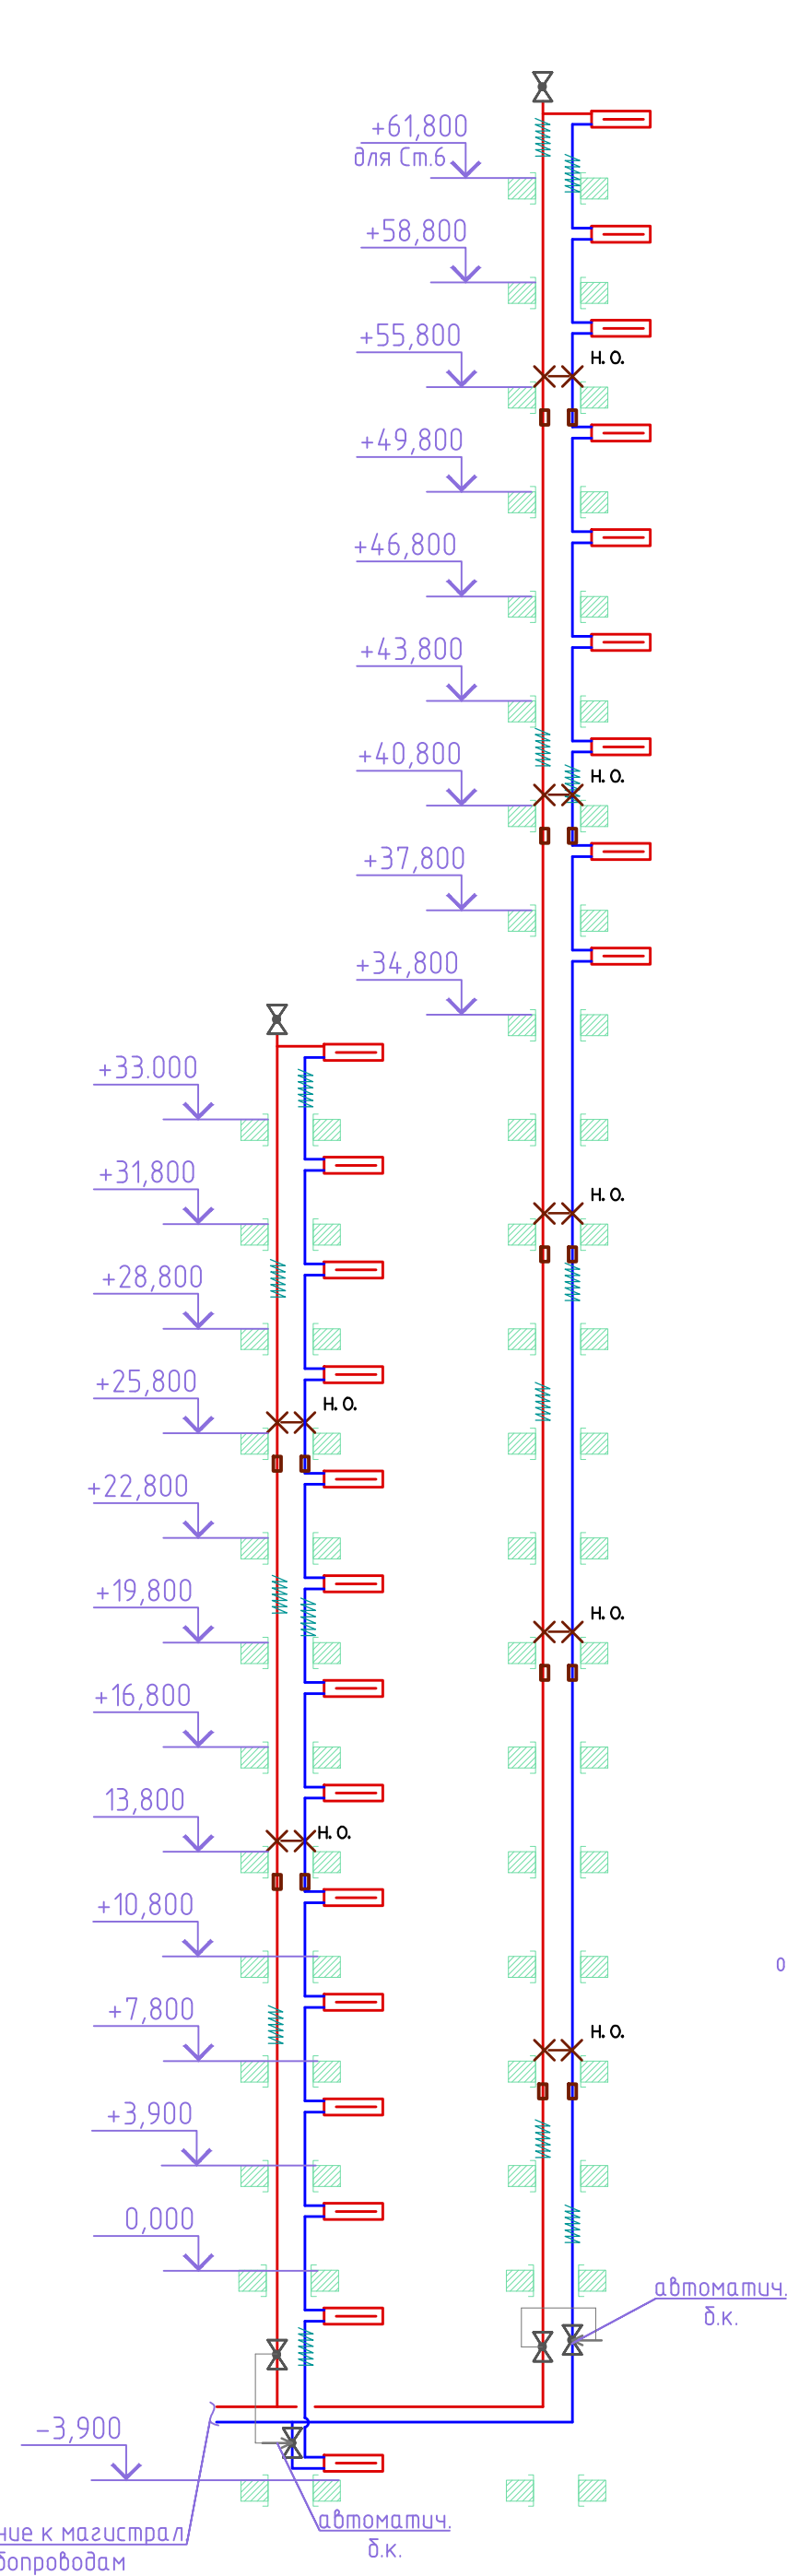 +61,800
для Ст.6
+58,800
+55,800
Н.О.
+49,800
+46,800
+43,800
+40,800
Н.О.
+37,800
+34,800
+33.000
+31,800
Н.О.
+28,800
+25,800
Н.О.
+22,800
+19,800
Н.О.
+16,800
13,800
Н.О.
+10,800
о
+7,800
Н.О.
+3,900
0,000
автоматич.
б.к.
-3,900
автоматич.
б.к.
ние к магистрал
бопроводам